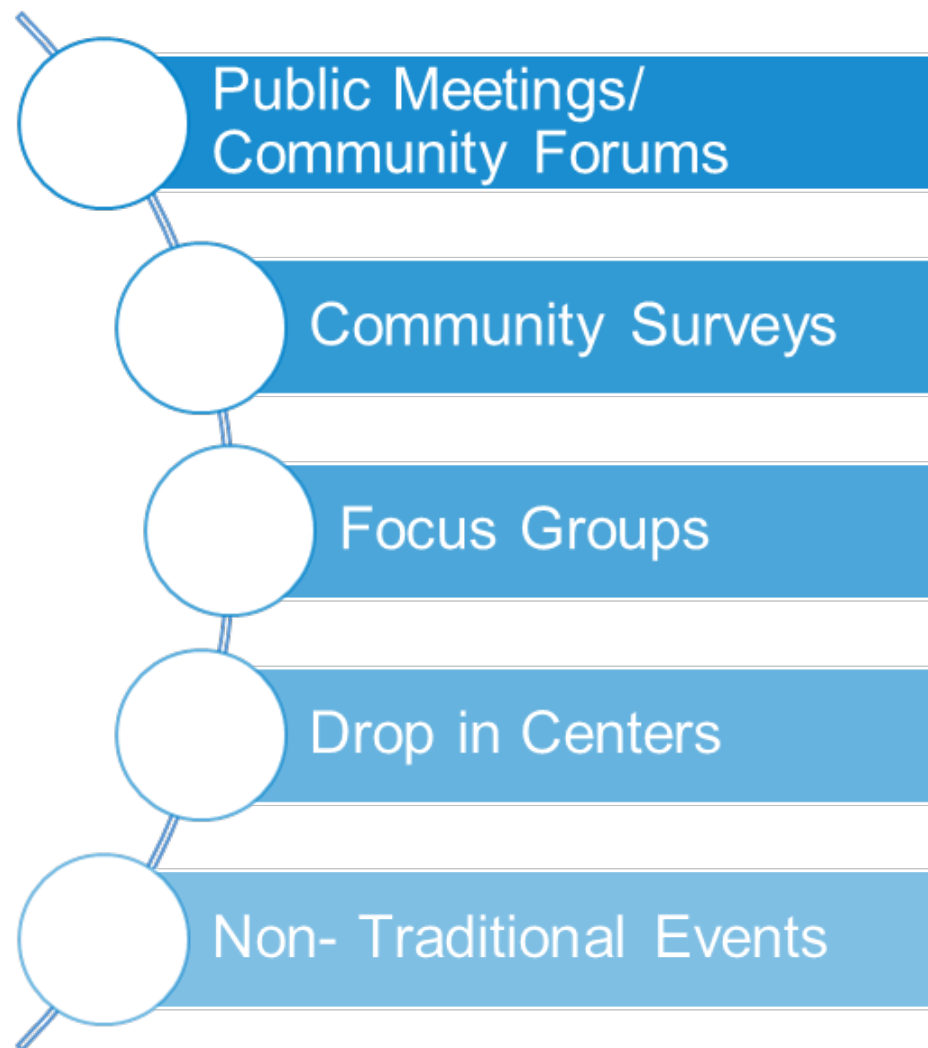 Public Meetings/
Community Forums
Community Surveys
Focus Groups
Drop in Centers
Non- Traditional Events